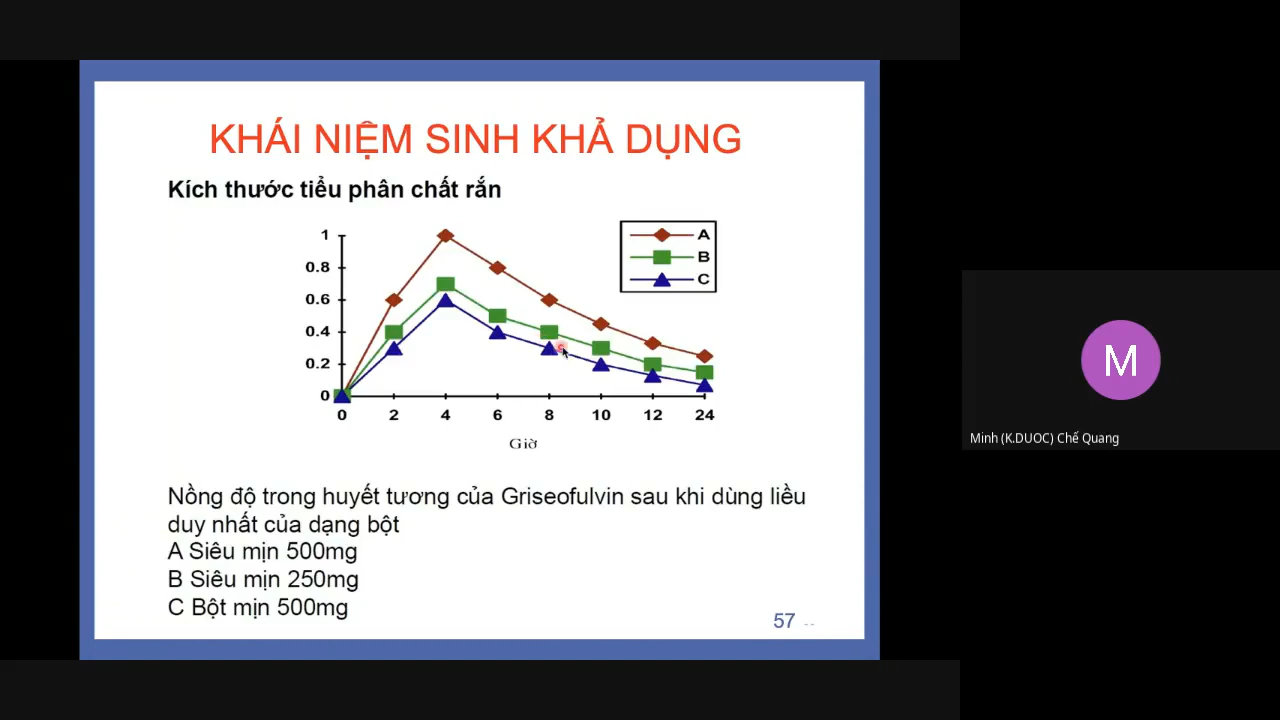 KHÁI NIỆM SINH KHẢ DỤNG
Kích thước tiểu phân chất rắn
A
B
C
1
0.8
0.6
0.4
0.2
0
0 2 4 6 8 10 12 24
Giờ
Nồng độ trong huyết tương của Griseofulvin sau khi dùng liều
duy nhất của dạng bột
A Siêu mịn 500mg
B Siêu mịn 250mg
C Bột mịn 500mg
57 --
M
Minh (K.DUOC) Chế Quang